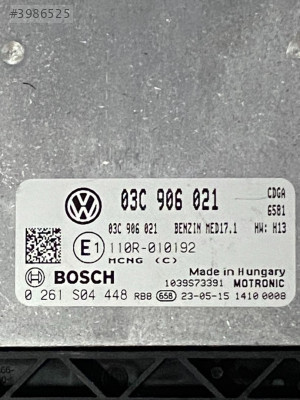 #3986525
03C 906 021 CDGA
6581
03C 906 021 BENZIN MED17.1 HW: H13
E1 110R-010192
MCNG (C)
Made in Hungary
BOSCH 1039S73391 MOTRONIC
0 261 S04 448 RBB 658 23-05-15 1410 0008